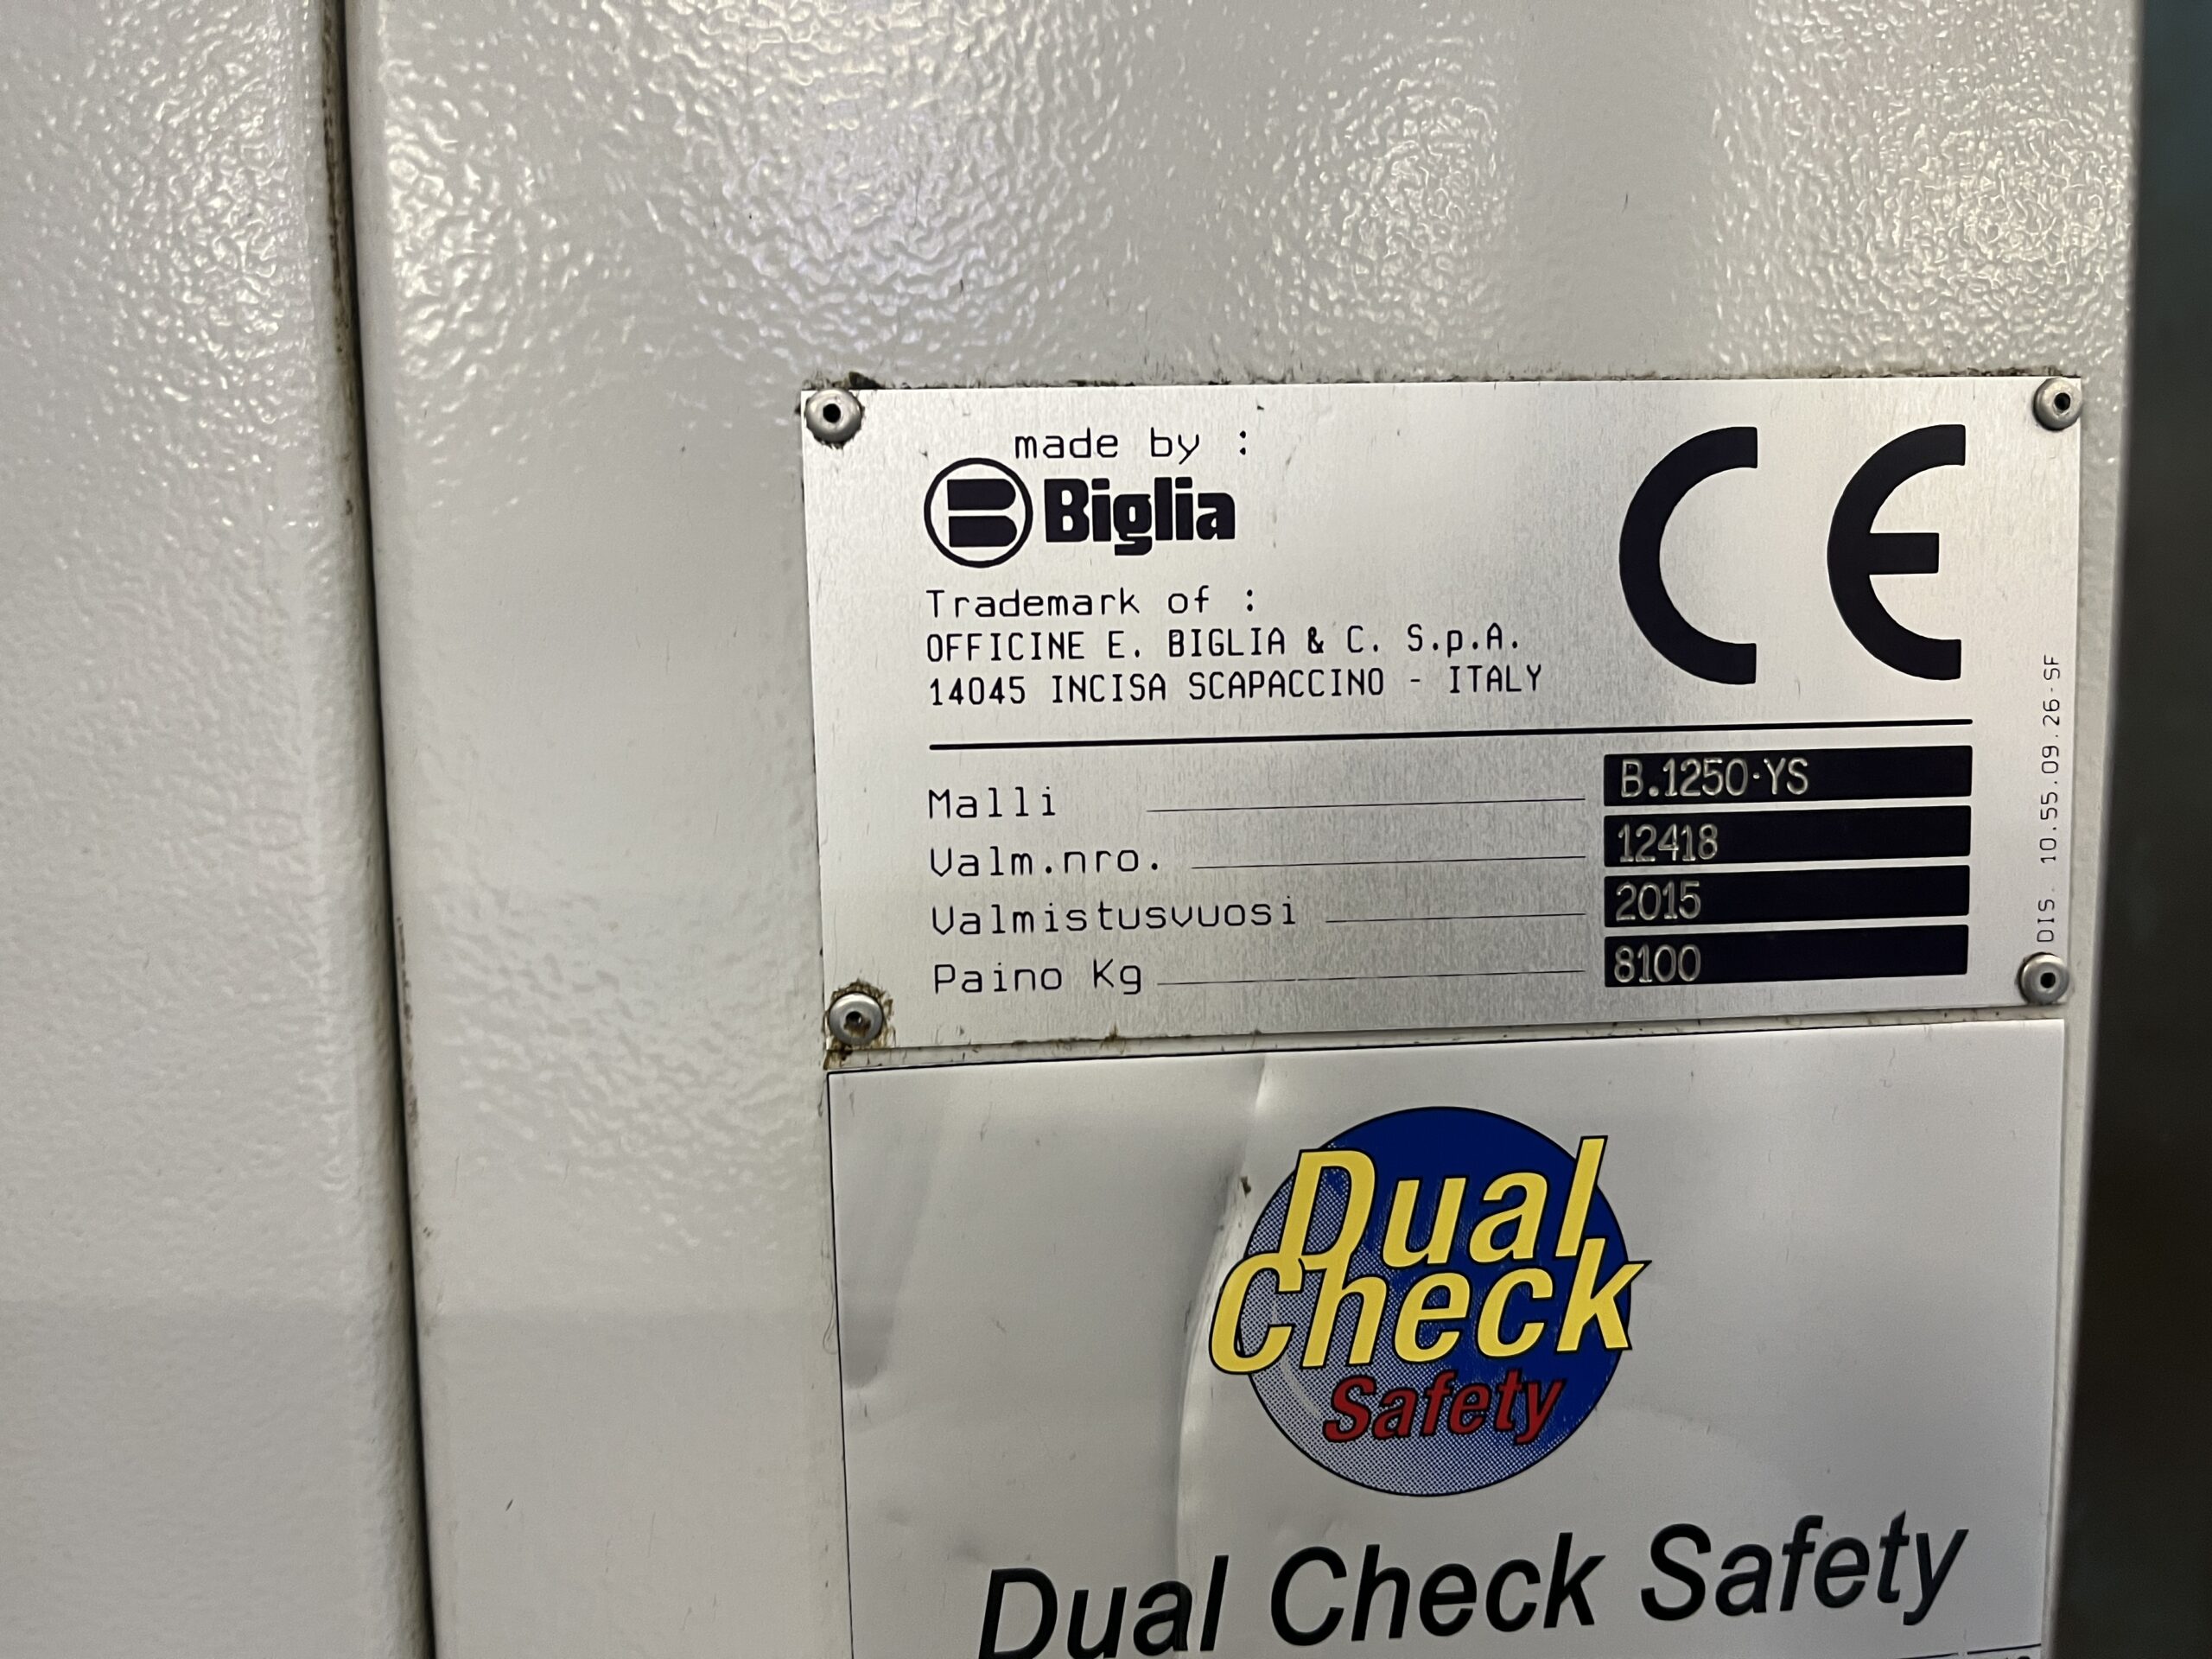 made by :
Biglia
Trademark of :
OFFICINE E. BIGLIA & C. S.p.A.
14045 INCISA SCAPACCINO - ITALY
CE
Malli B.1250·YS
Valm.nro. 12418
Valmistusvuosi 2015
Paino Kg 8100
DIS. 10.55.09.26-SF
Dual
Check
Safety
Dual Check Safety